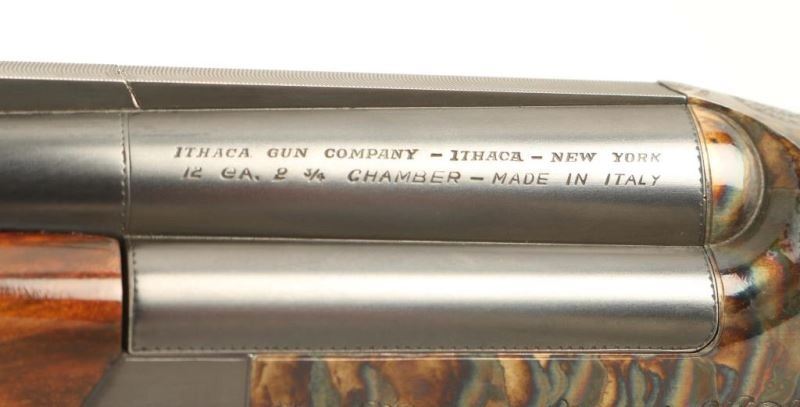 ITHACA GUN COMPANY – ITHACA – NEW YORK
12 GA. 2 3/4 CHAMBER – MADE IN ITALY